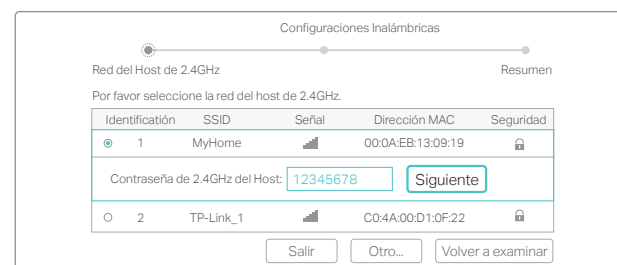 Configuraciones Inalámbricas
Red del Host de 2.4GHz Resumen
Por favor seleccione la red del host de 2.4GHz.
Identificatión SSID Señal Dirección MAC Seguridad
1 MyHome 00:0A:EB:13:09:19
Contraseña de 2.4GHz del Host: 12345678 Siguiente
2 TP-Link_1 C0:4A:00:D1:0F:22
Salir Otro... Volver a examinar